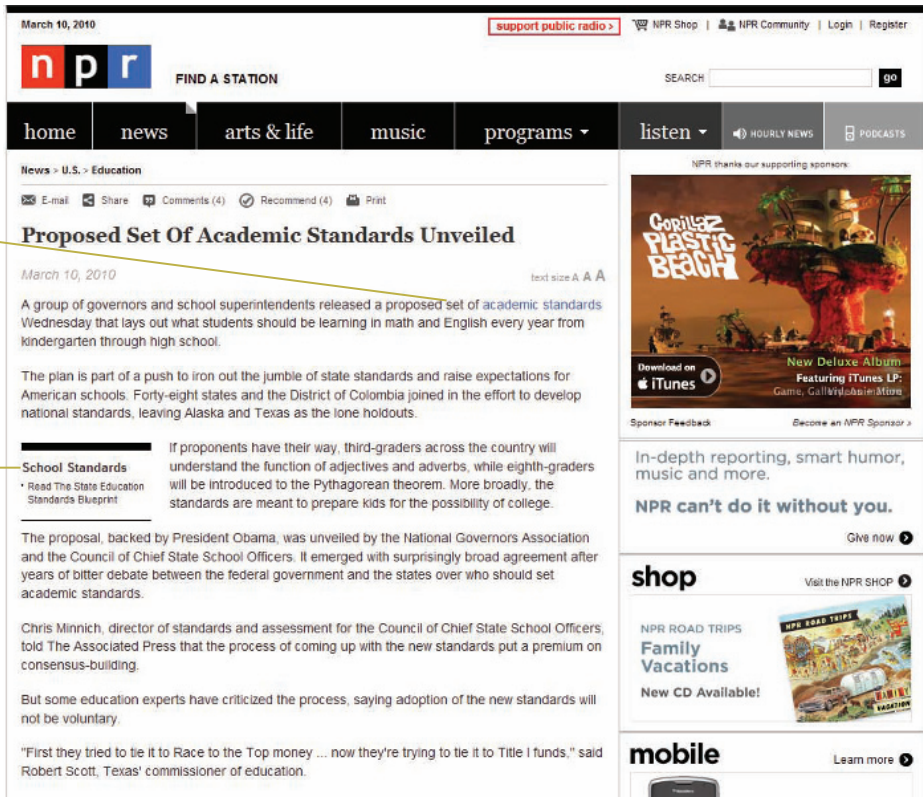 March 10, 2010
support public radio >
NPR Shop | NPR Community | Login | Register
npr
FIND A STATION
SEARCH
go
home
news
arts & life
music
programs
listen
HOURLY NEWS
PODCASTS
News > U.S. > Education
E-mail Share Comments (4) Recommend (4) Print
Proposed Set Of Academic Standards Unveiled
March 10, 2010
text size A A A
A group of governors and school superintendents released a proposed set of academic standards
Wednesday that lays out what students should be learning in math and English every year from
kindergarten through high school.
The plan is part of a push to iron out the jumble of state standards and raise expectations for
American schools. Forty-eight states and the District of Colombia joined in the effort to develop
national standards, leaving Alaska and Texas as the lone holdouts.
School Standards
• Read The State Education
Standards Blueprint
If proponents have their way, third-graders across the country will
understand the function of adjectives and adverbs, while eighth-graders
will be introduced to the Pythagorean theorem. More broadly, the
standards are meant to prepare kids for the possibility of college.
The proposal, backed by President Obama, was unveiled by the National Governors Association
and the Council of Chief State School Officers. It emerged with surprisingly broad agreement after
years of bitter debate between the federal government and the states over who should set
academic standards.
Chris Minnich, director of standards and assessment for the Council of Chief State School Officers,
told The Associated Press that the process of coming up with the new standards put a premium on
consensus-building.
But some education experts have criticized the process, saying adoption of the new standards will
not be voluntary.
"First they tried to tie it to Race to the Top money ... now they're trying to tie it to Title I funds," said
Robert Scott, Texas' commissioner of education.
NPR thanks our supporting sponsors:
GORILLAZ
PLASTIC
BEACH
Download on
iTunes
New Deluxe Album
Featuring iTunes LP:
Game,
Sponsor Feedback
Become an NPR Sponsor >
In-depth reporting, smart humor,
music and more.
NPR can't do it without you.
Give now
shop
Visit the NPR SHOP
NPR ROAD TRIPS
Family
Vacations
New CD Available!
NPR ROAD TRIPS
FAMILY
VACATION
mobile
Learn more